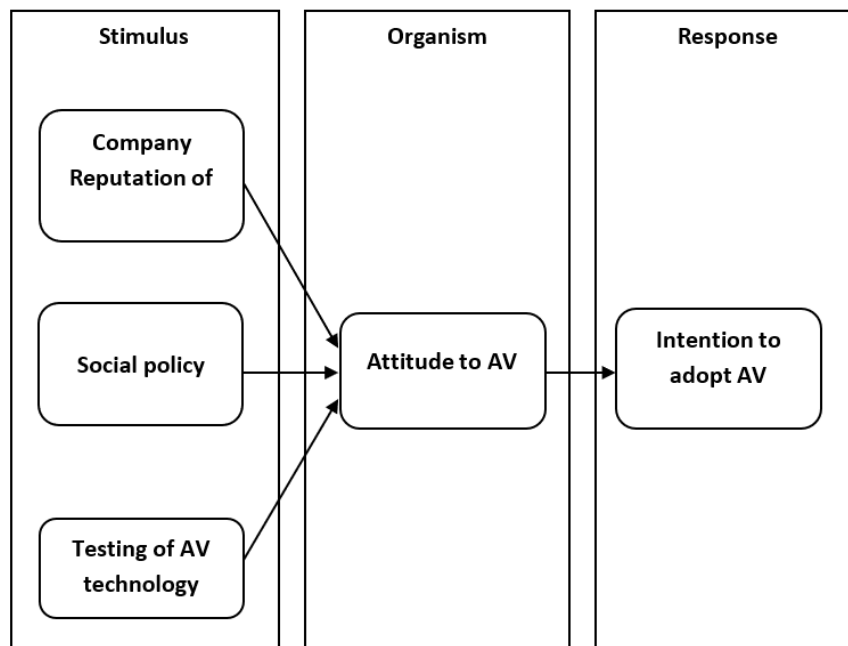 Stimulus
Organism
Response
Company
Reputation of
Social policy
Testing of AV
technology
Attitude to AV
Intention to
adopt AV